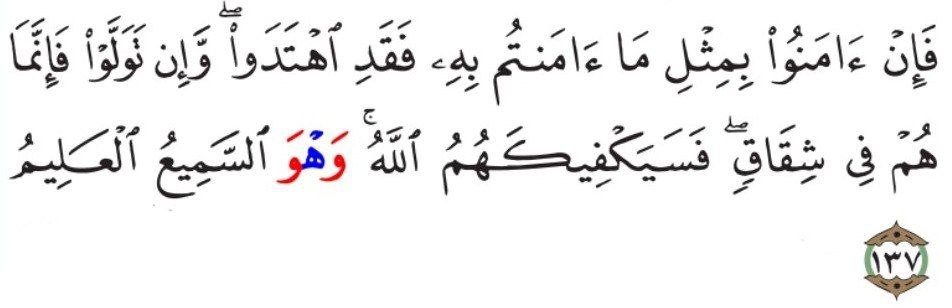 فَإِنْ ءَامَنُواْ بِمِثْلِ مَا ءَامَنتُم بِهِۦ فَقَدِ ٱهْتَدَواْۖ وَّإِن تَوَلَّوْاْ فَإِنَّمَا
هُمْ فِي شِقَاقٖۖ فَسَيَكْفِيكَهُمُ ٱللَّهُۚ وَهْوَ ٱلسَّمِيعُ ٱلْعَلِيمُ
١٣٧